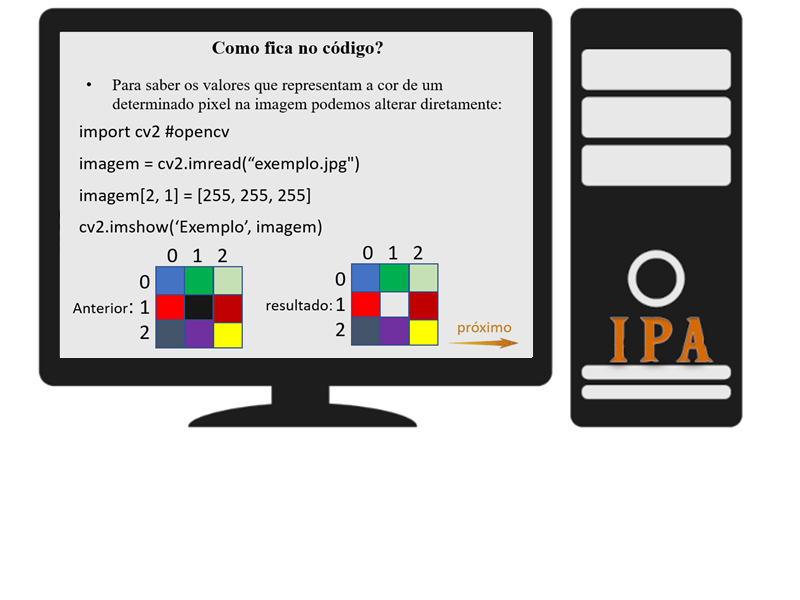 Como fica no código?
• Para saber os valores que representam a cor de um
determinado pixel na imagem podemos alterar diretamente:
import cv2 #opencv
imagem = cv2.imread(“exemplo.jpg")
imagem[2, 1] = [255, 255, 255]
cv2.imshow(‘Exemplo’, imagem)
0 1 2
0
Anterior: 1
2
0 1 2
0
resultado: 1
2
próximo
IPA